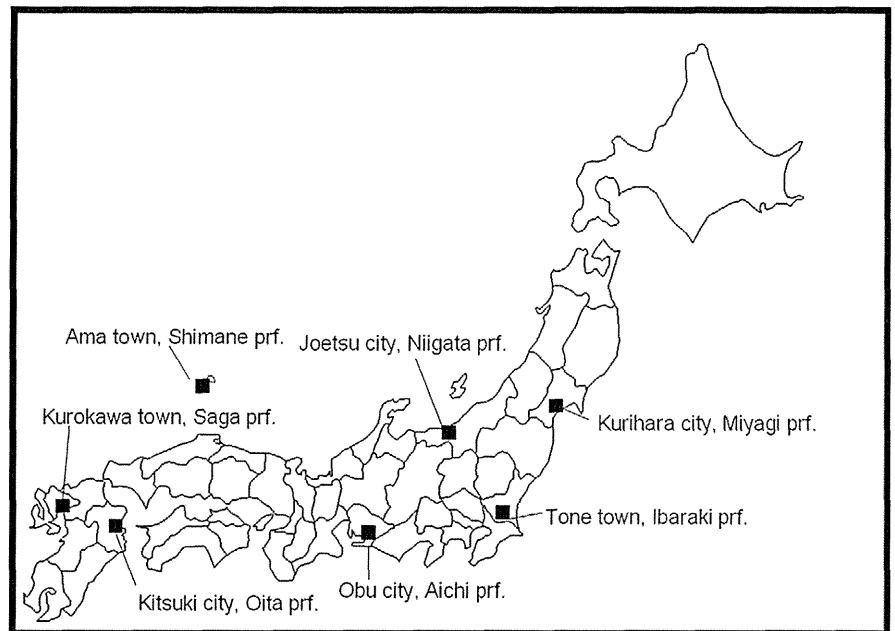 Ama town, Shimane prf.
Joetsu city, Niigata prf.
Kurokawa town, Saga prf.
Kurihara city, Miyagi prf.
Tone town, Ibaraki prf.
Obu city, Aichi prf.
Kitsuki city, Oita prf.